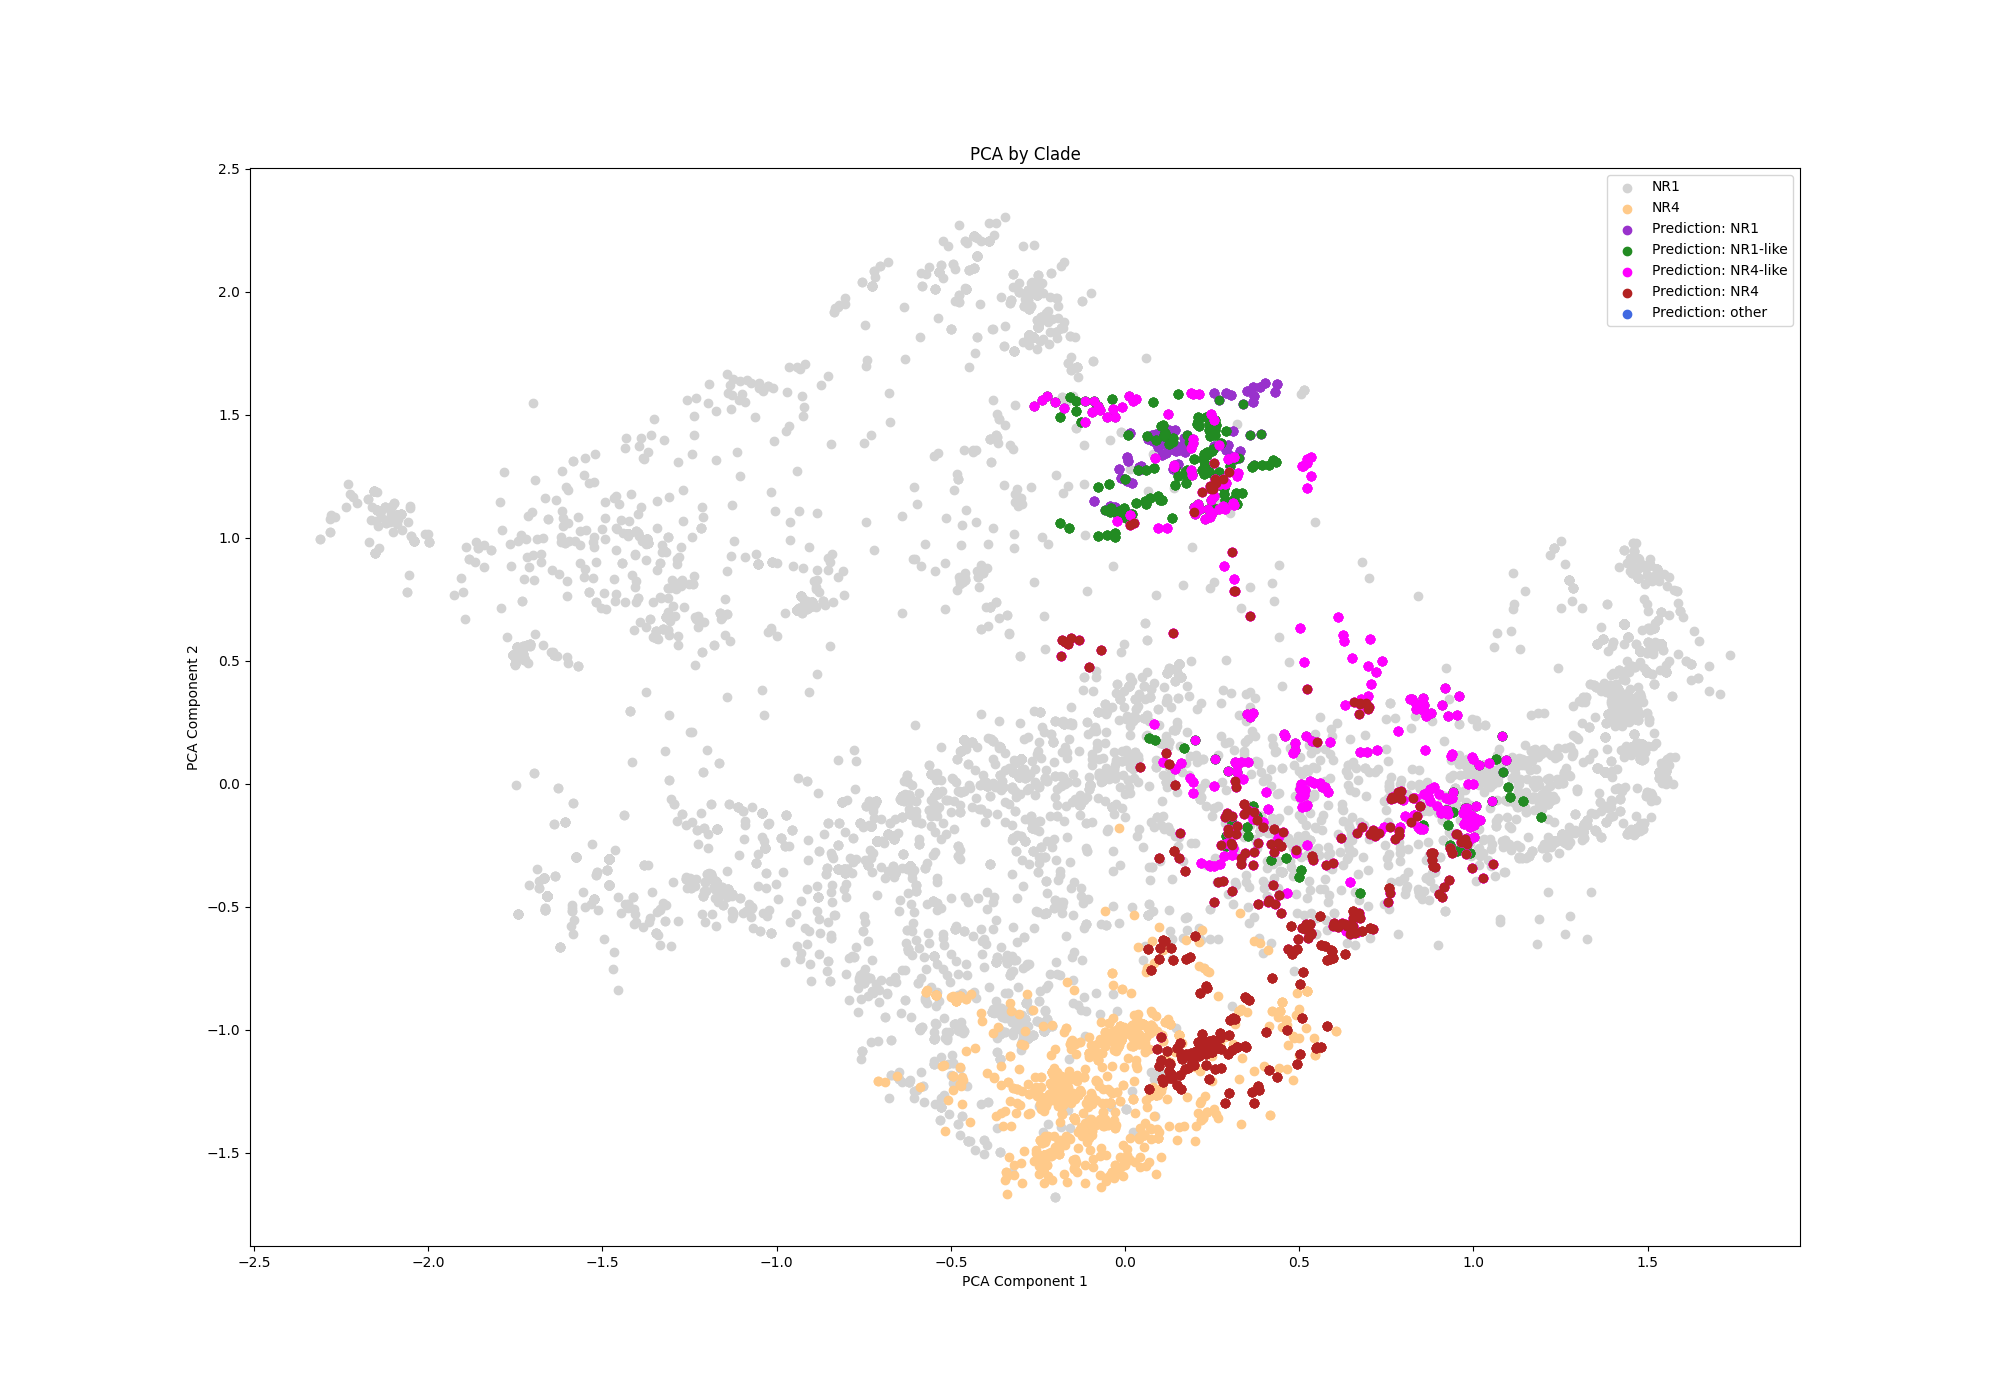 PCA by Clade
NR1
NR4
Prediction: NR1
Prediction: NR1-like
Prediction: NR4-like
Prediction: NR4
Prediction: other
PCA Component 2
2.5
2.0
1.5
1.0
0.5
0.0
−0.5
−1.0
−1.5
−2.5 −2.0 −1.5 −1.0 −0.5 0.0 0.5 1.0 1.5
PCA Component 1